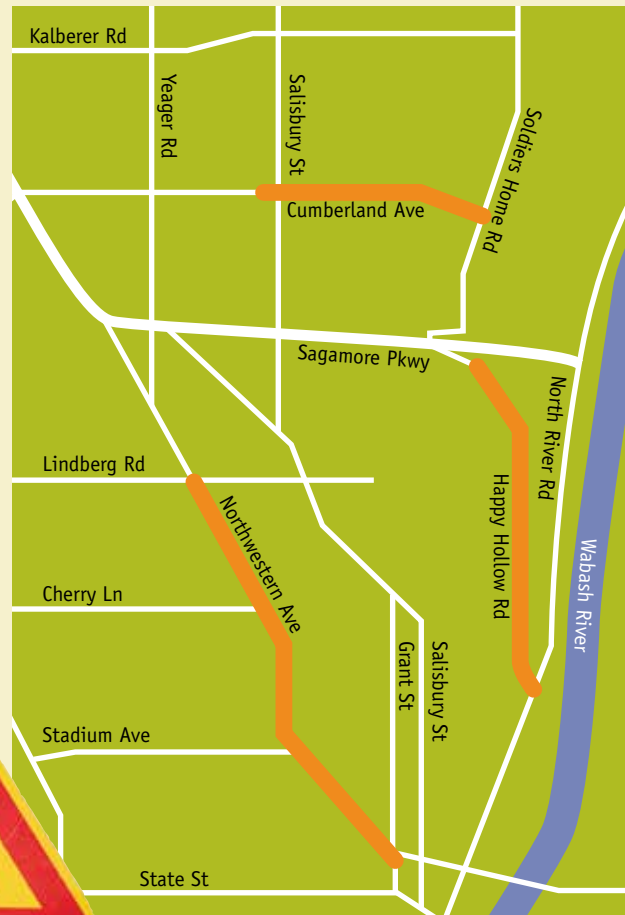 Kalberer Rd
Yeager Rd
Salisbury St
Soldiers Home Rd
Cumberland Ave
Sagamore Pkwy
North River Rd
Lindberg Rd
Northwestern Ave
Happy Hollow Rd
Wabash River
Cherry Ln
Grant St
Salisbury St
Stadium Ave
State St